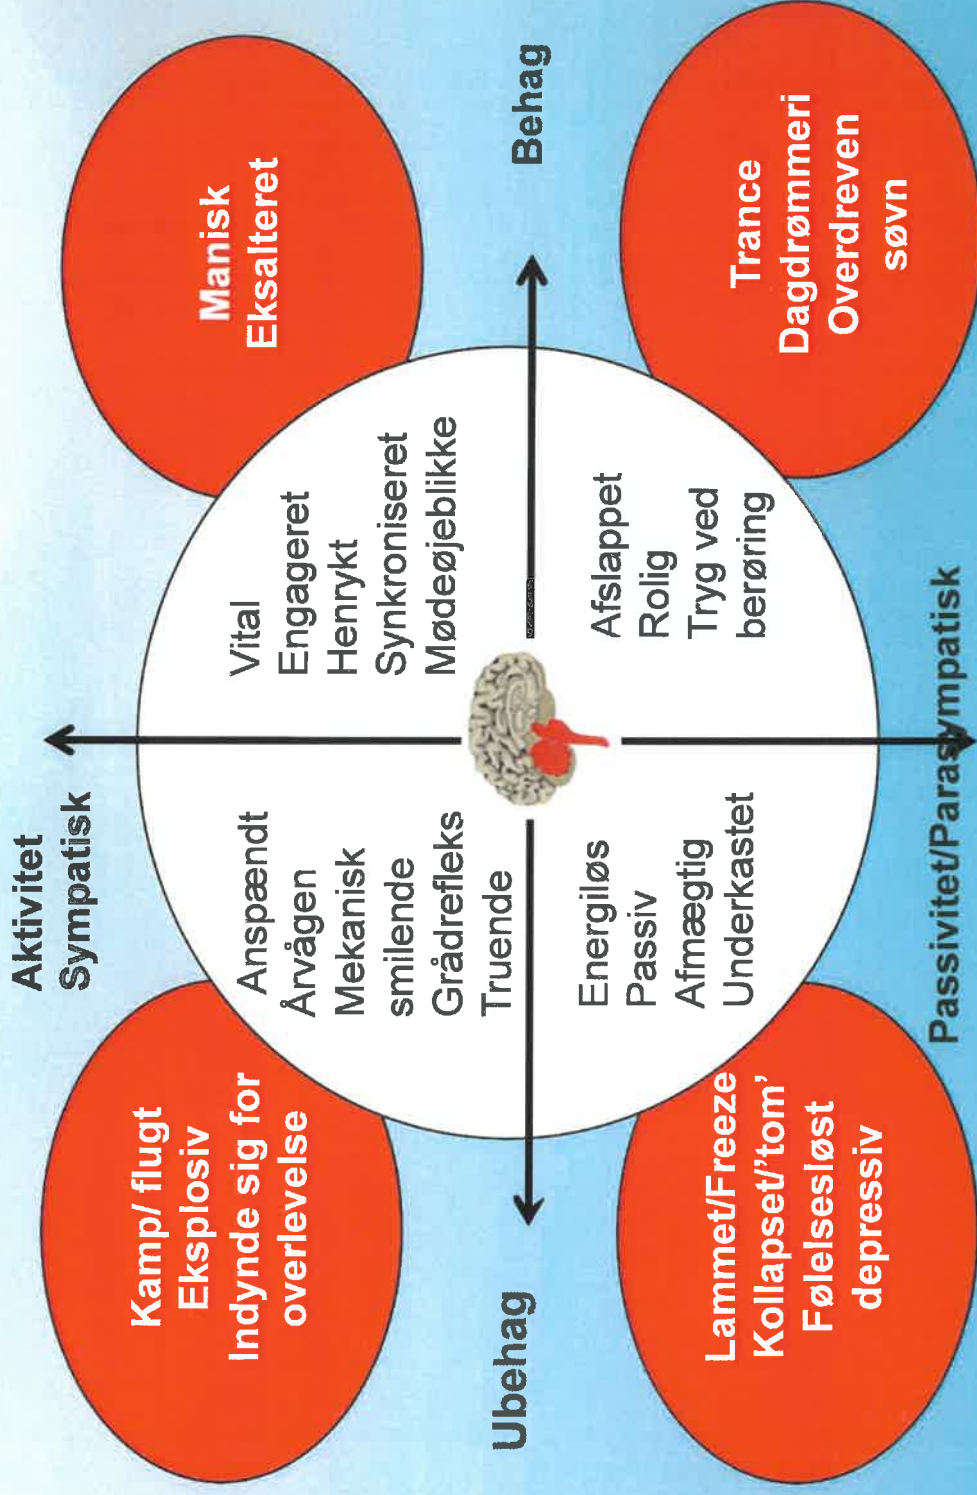 Aktivitet
Sympatisk
Kamp/ flugt
Eksplosiv
Indynde sig for
overlevelse
Manisk
Eksalteret
Anspændt
Årvågen
Mekanisk
smilende
Grådrefleks
Truende
Vital
Engageret
Henrykt
Synkroniseret
Mødeøjeblikke
Ubehag
Behag
Energiløs
Passiv
Afmægtig
Underkastet
Afslappet
Rolig
Tryg ved
berøring
Lammet/Freeze
Kollapset/'tom'
Følelsesløst
depressiv
Trance
Dagdrømmeri
Overdreven
søvn
Passivitet/Parasympatisk